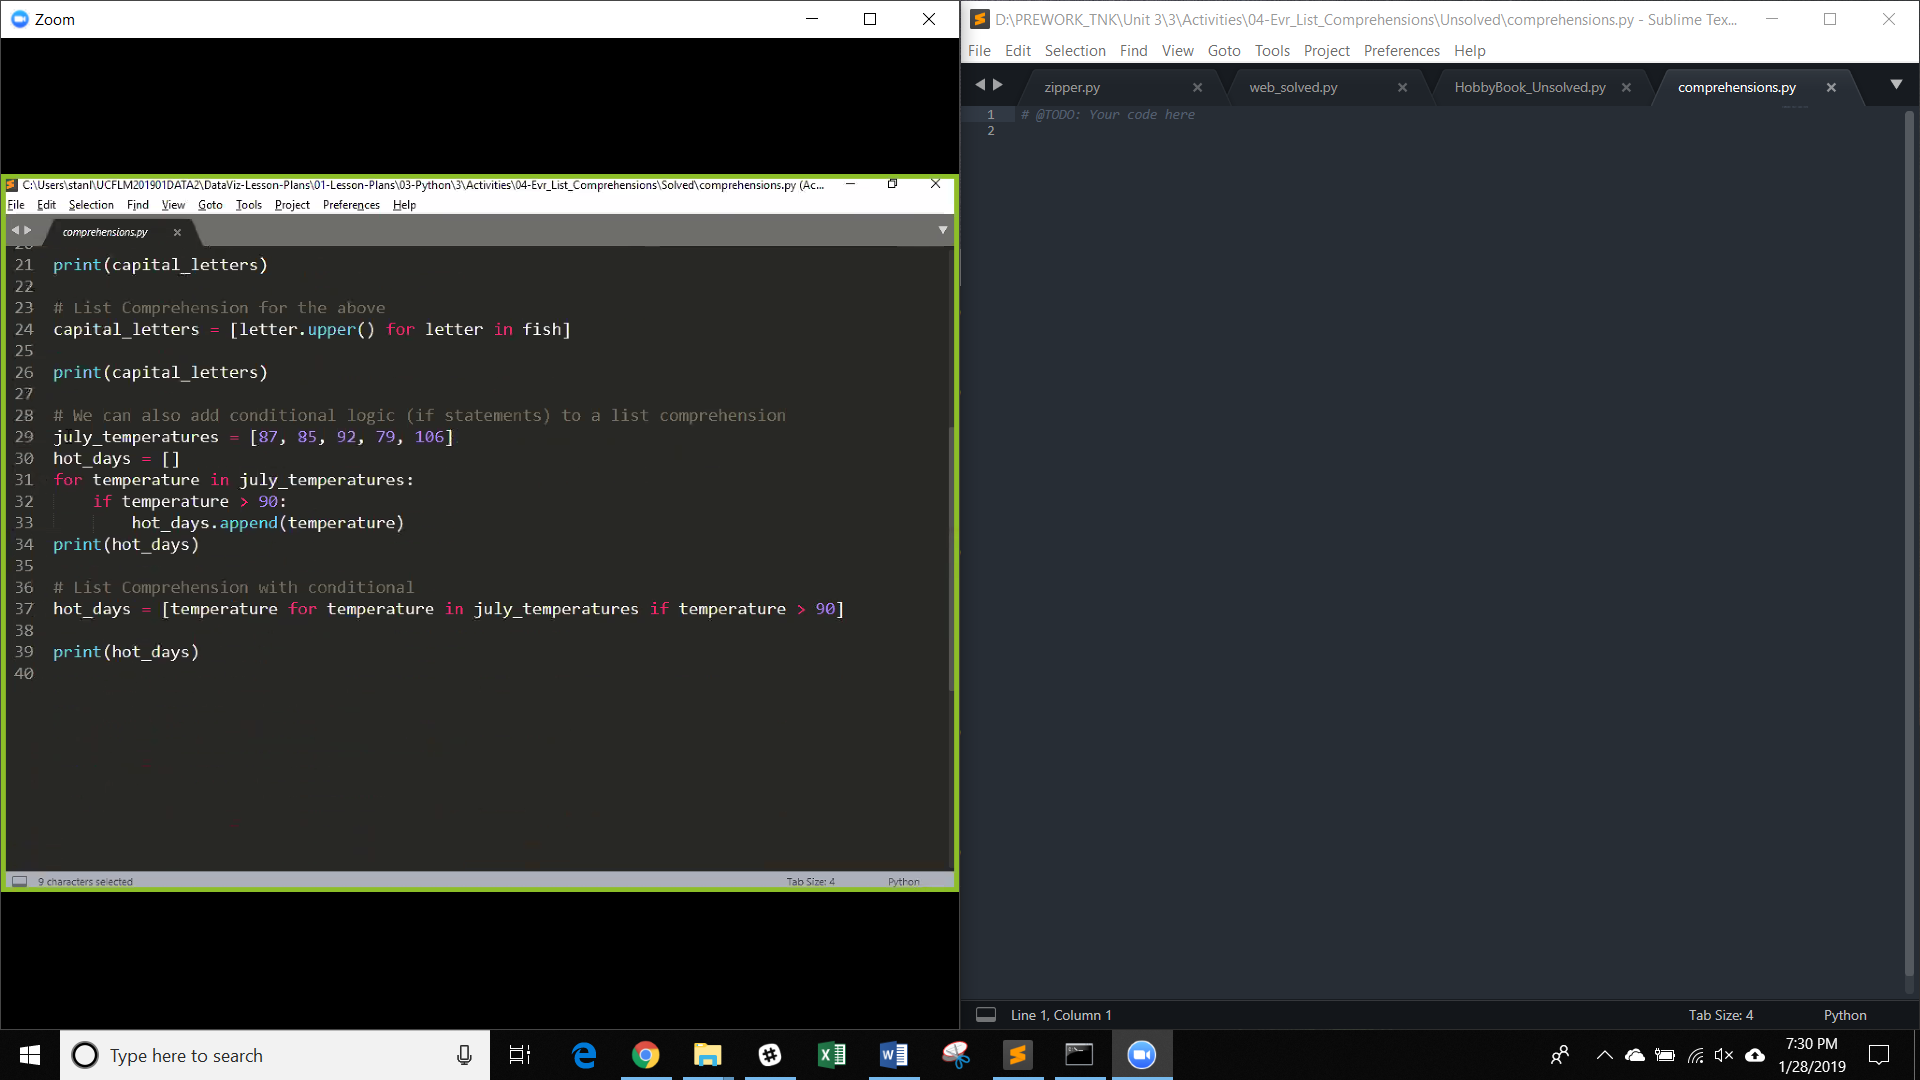 Zoom
C:\Users\stanl\UCFLM201901DATA2\DataViz-Lesson-Plans\01-Lesson-Plans\03-Python\3\Activities\04-Evr_List_Comprehensions\Solved\comprehensions.py (Ac...
File Edit Selection Find View Goto Tools Project Preferences Help
comprehensions.py
20
21 print(capital_letters)
22
23 # List Comprehension for the above
24 capital_letters = [letter.upper() for letter in fish]
25
26 print(capital_letters)
27
28 # We can also add conditional logic (if statements) to a list comprehension
29 july_temperatures = [87, 85, 92, 79, 106]
30 hot_days = []
31 for temperature in july_temperatures:
32 if temperature > 90:
33 hot_days.append(temperature)
34 print(hot_days)
35
36 # List Comprehension with conditional
37 hot_days = [temperature for temperature in july_temperatures if temperature > 90]
38
39 print(hot_days)
40
9 characters selected Tab Size: 4 Python
D:\PREWORK_TNK\Unit 3\3\Activities\04-Evr_List_Comprehensions\Unsolved\comprehensions.py - Sublime Tex...
File Edit Selection Find View Goto Tools Project Preferences Help
zipper.py web_solved.py HobbyBook_Unsolved.py comprehensions.py
1 # @TODO: Your code here
2
Line 1, Column 1 Tab Size: 4 Python
Type here to search
7:30 PM
1/28/2019